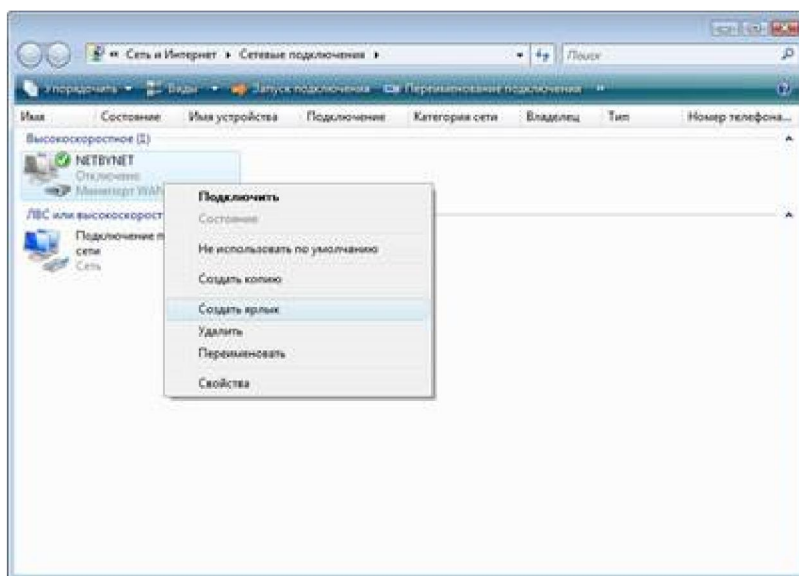 « Сеть и Интернет ▸ Сетевые подключения ▸
Поиск
Упорядочить Виды Запуск подключения Переименование подключения »
Имя Состояние Имя устройства Подключение Категория сети Владелец Тип Номер телефона...
Высокоскоростное (1)
NETBYNET
Отключено
Минипорт WAN
ЛВС или высокоскорост
Подключение п
сети
Сеть
Подключить
Состояние
Не использовать по умолчанию
Создать копию
Создать ярлык
Удалить
Переименовать
Свойства